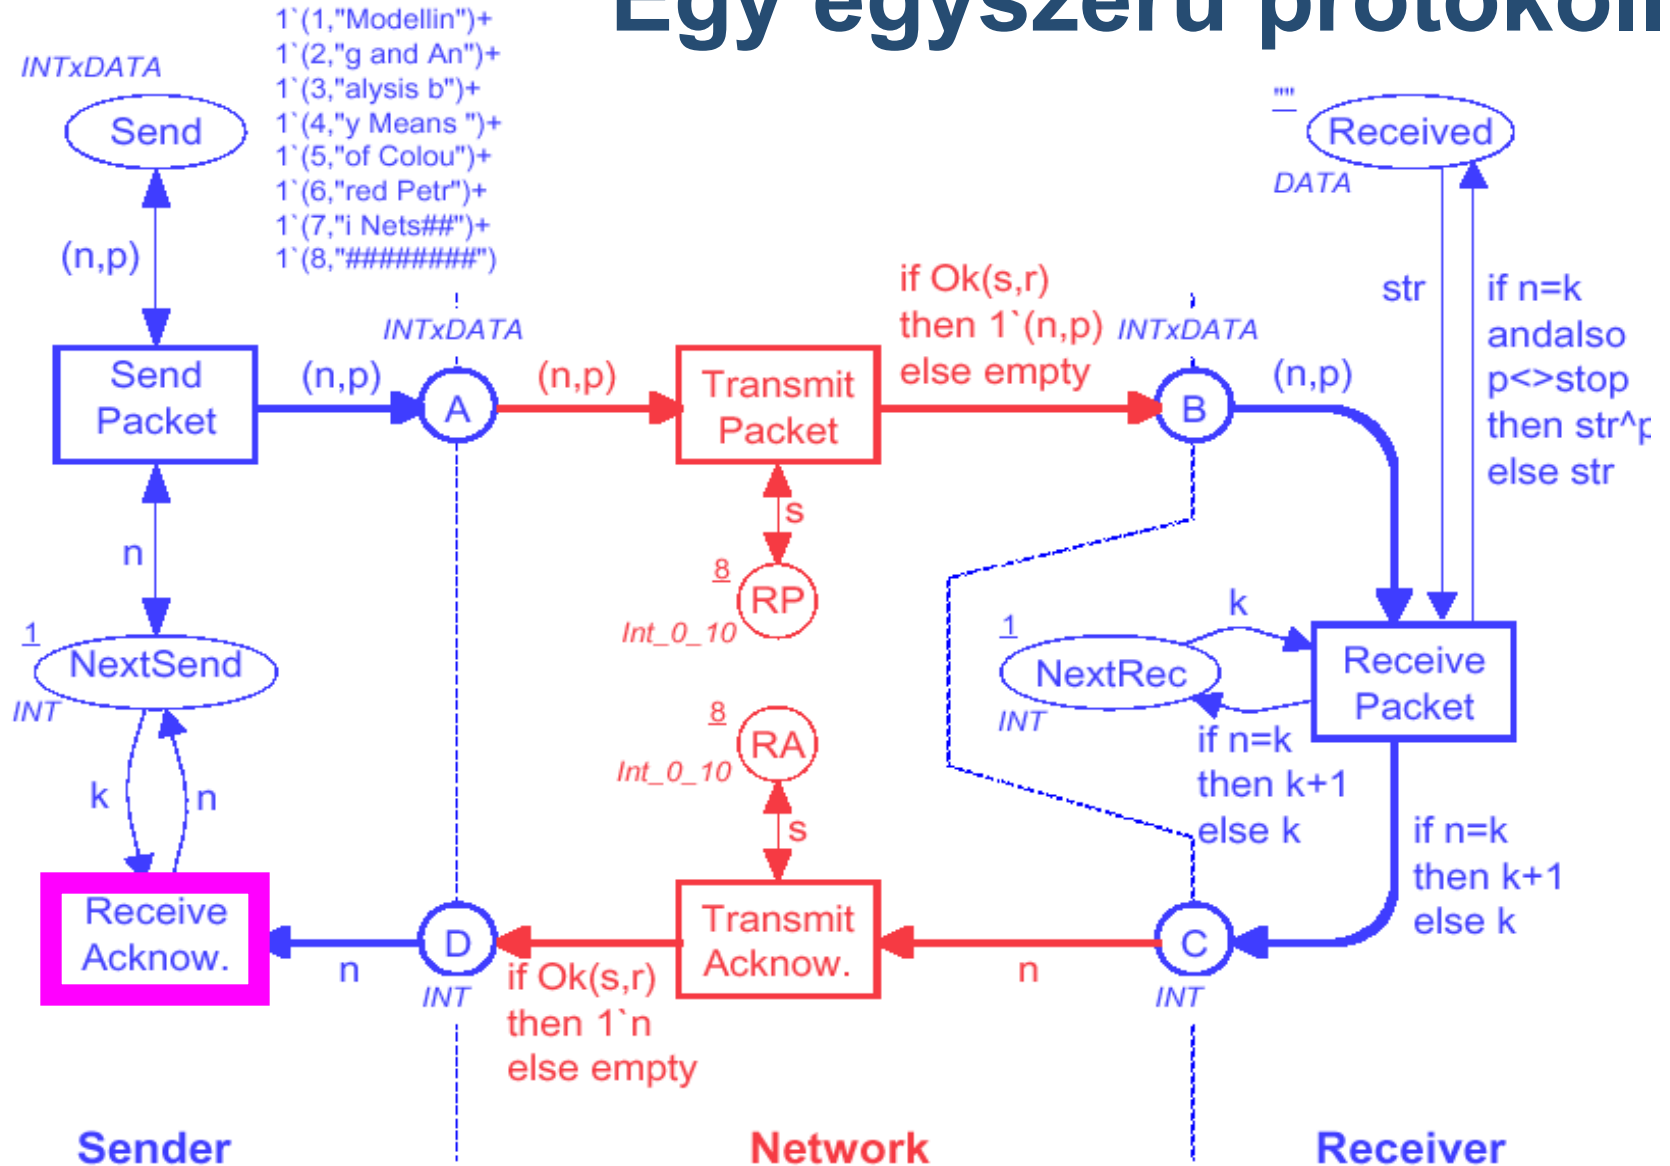 Egy egyszerű protokoll
1`(1,"Modellin")+
1`(2,"g and An")+
1`(3,"alysis b")+
1`(4,"y Means ")+
1`(5,"of Colou")+
1`(6,"red Petr")+
1`(7,"i Nets##")+
1`(8,"########")
INTxDATA
Send
(n,p)
Send
Packet
n
1
NextSend
INT
k
n
Receive
Acknow.
n
(n,p)
INTxDATA
A
(n,p)
Transmit
Packet
if Ok(s,r)
then 1`(n,p)
else empty
s
8
RP
Int_0_10
8
RA
Int_0_10
s
Transmit
Acknow.
D
INT
if Ok(s,r)
then 1`n
else empty
n
INTxDATA
B
(n,p)
""
Received
DATA
str
if n=k
andalso
p<>stop
then str^p
else str
1
NextRec
INT
k
if n=k
then k+1
else k
Receive
Packet
if n=k
then k+1
else k
C
INT
Sender
Network
Receiver